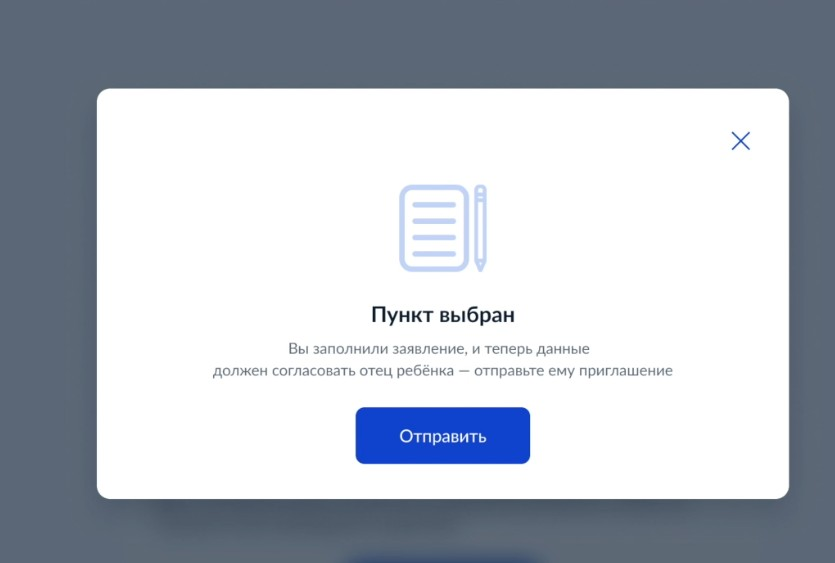 Пункт выбран
Вы заполнили заявление, и теперь данные
должен согласовать отец ребёнка — отправьте ему приглашение
Отправить